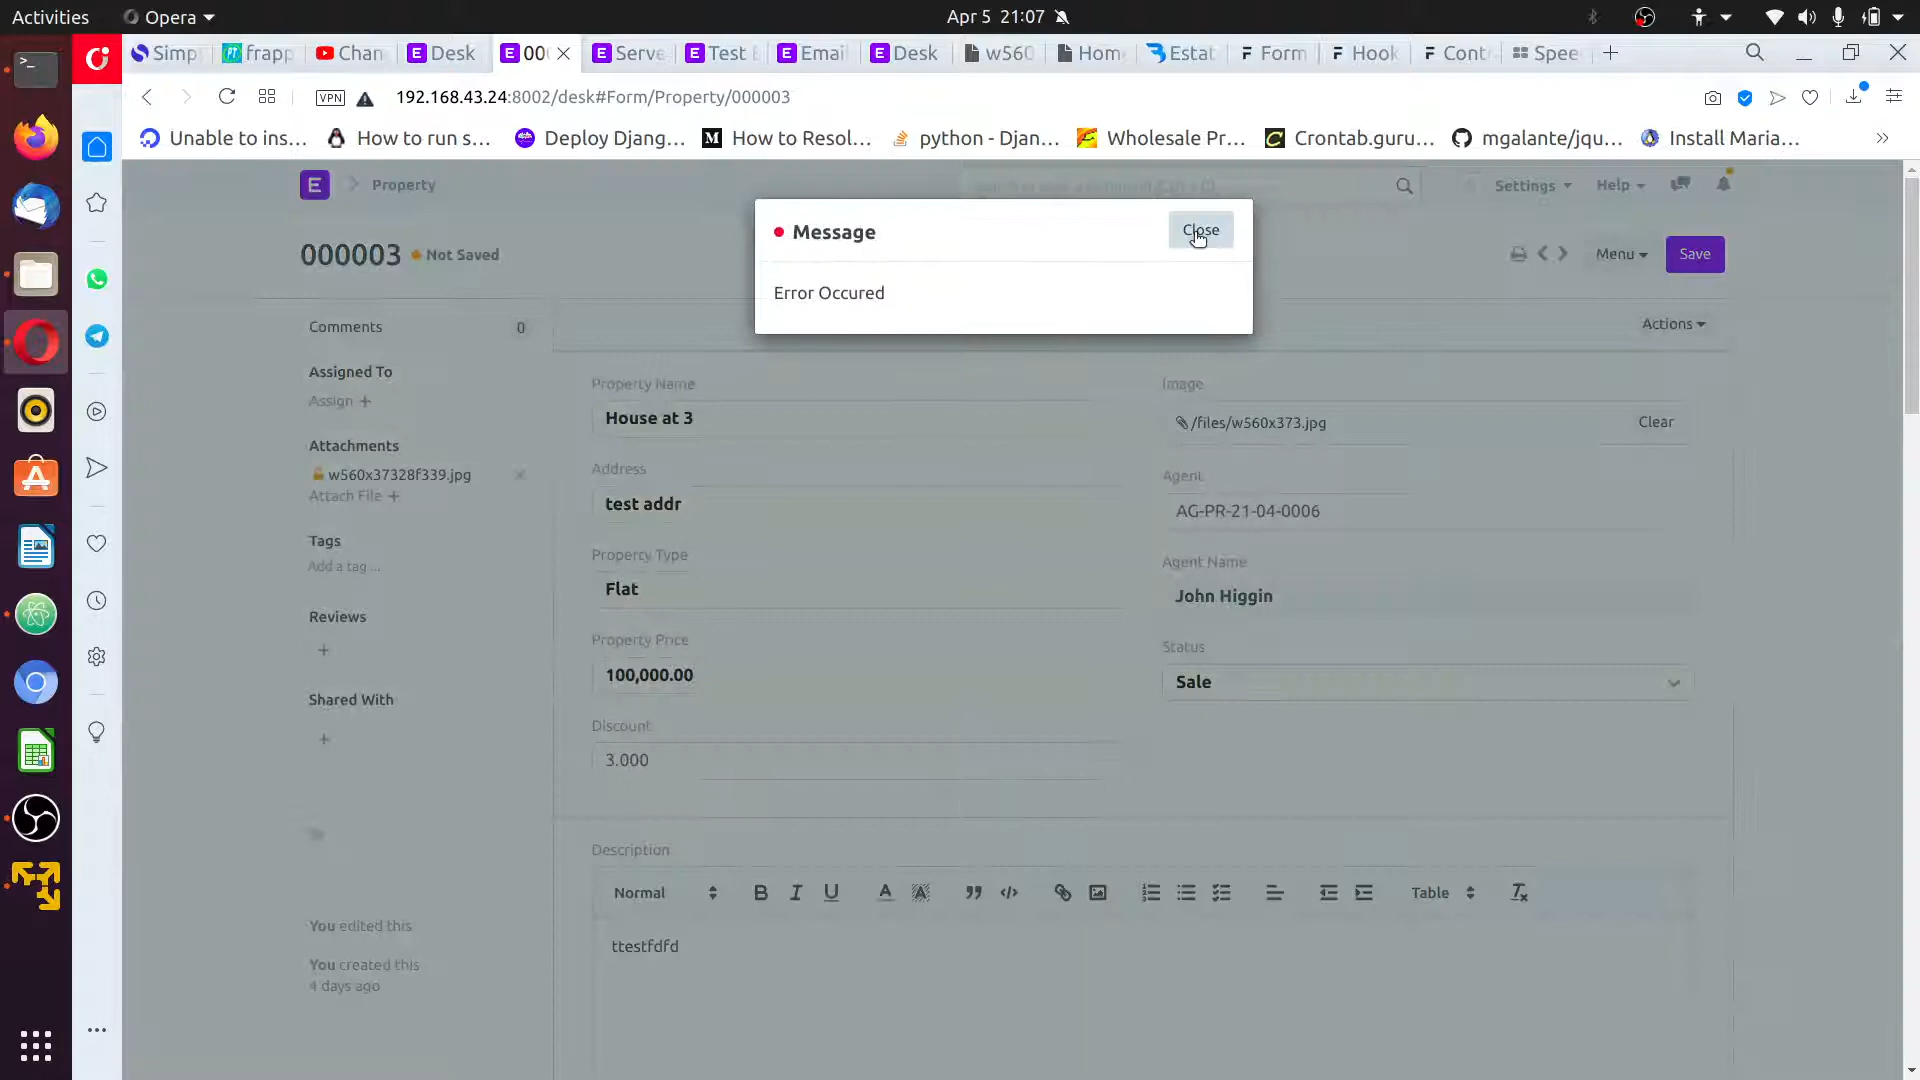 Activities Opera Apr 5 21:07
Simp frapp Chan Desk 00 Serve Test E Email Desk w560 Hom Estat Form Hook Cont Spee
VPN 192.168.43.24:8002/desk#Form/Property/000003
Unable to ins... How to run s... Deploy Djang... How to Resol... python - Djan... Wholesale Pr... Crontab.guru... mgalante/jqu... Install Maria...
E Property Settings Help
Message Close
000003 Not Saved Menu Save
Error Occured
Comments 0 Actions
Assigned To
Assign +
Attachments
w560x37328f339.jpg
Attach File +
Tags
Add a tag ...
Reviews
+
Shared With
+
You edited this
You created this
4 days ago
Property Name
House at 3
Address
test addr
Property Type
Flat
Property Price
100,000.00
Discount
3.000
Image
/files/w560x373.jpg Clear
Agent
AG-PR-21-04-0006
Agent Name
John Higgin
Status
Sale
Description
Normal B I U A A Table
ttestfdfd